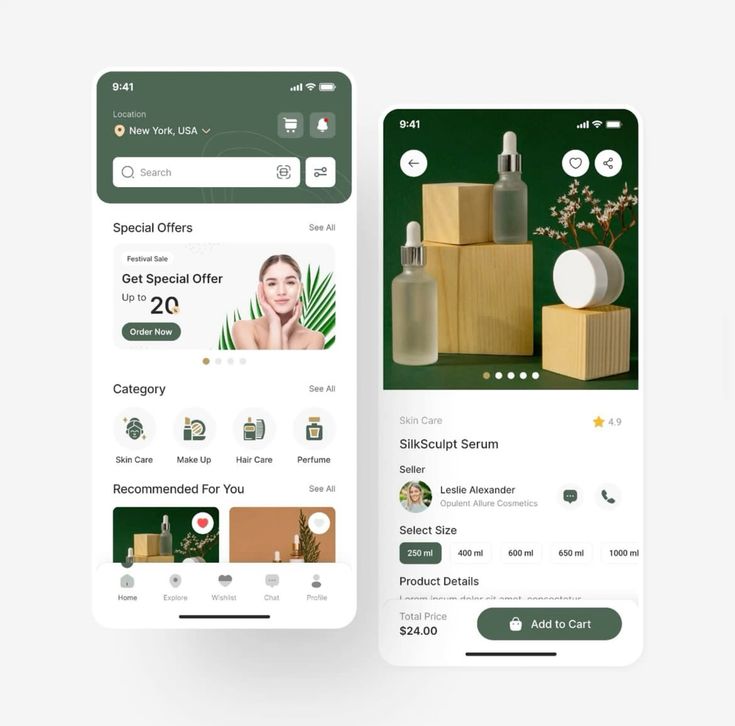 9:41
Location
New York, USA
Search
Special Offers
See All
Festival Sale
Get Special Offer
Up to 20
Order Now
Category
See All
Skin Care
Make Up
Hair Care
Perfume
Recommended For You
See All
Home
Explore
Wishlist
Chat
Profile
9:41
Skin Care
4.9
SilkSculpt Serum
Seller
Leslie Alexander
Opulent Allure Cosmetics
Select Size
250 ml
400 ml
600 ml
650 ml
1000 ml
Product Details
Lorem ipsum dolor sit amet, consectetur
Total Price
$24.00
Add to Cart